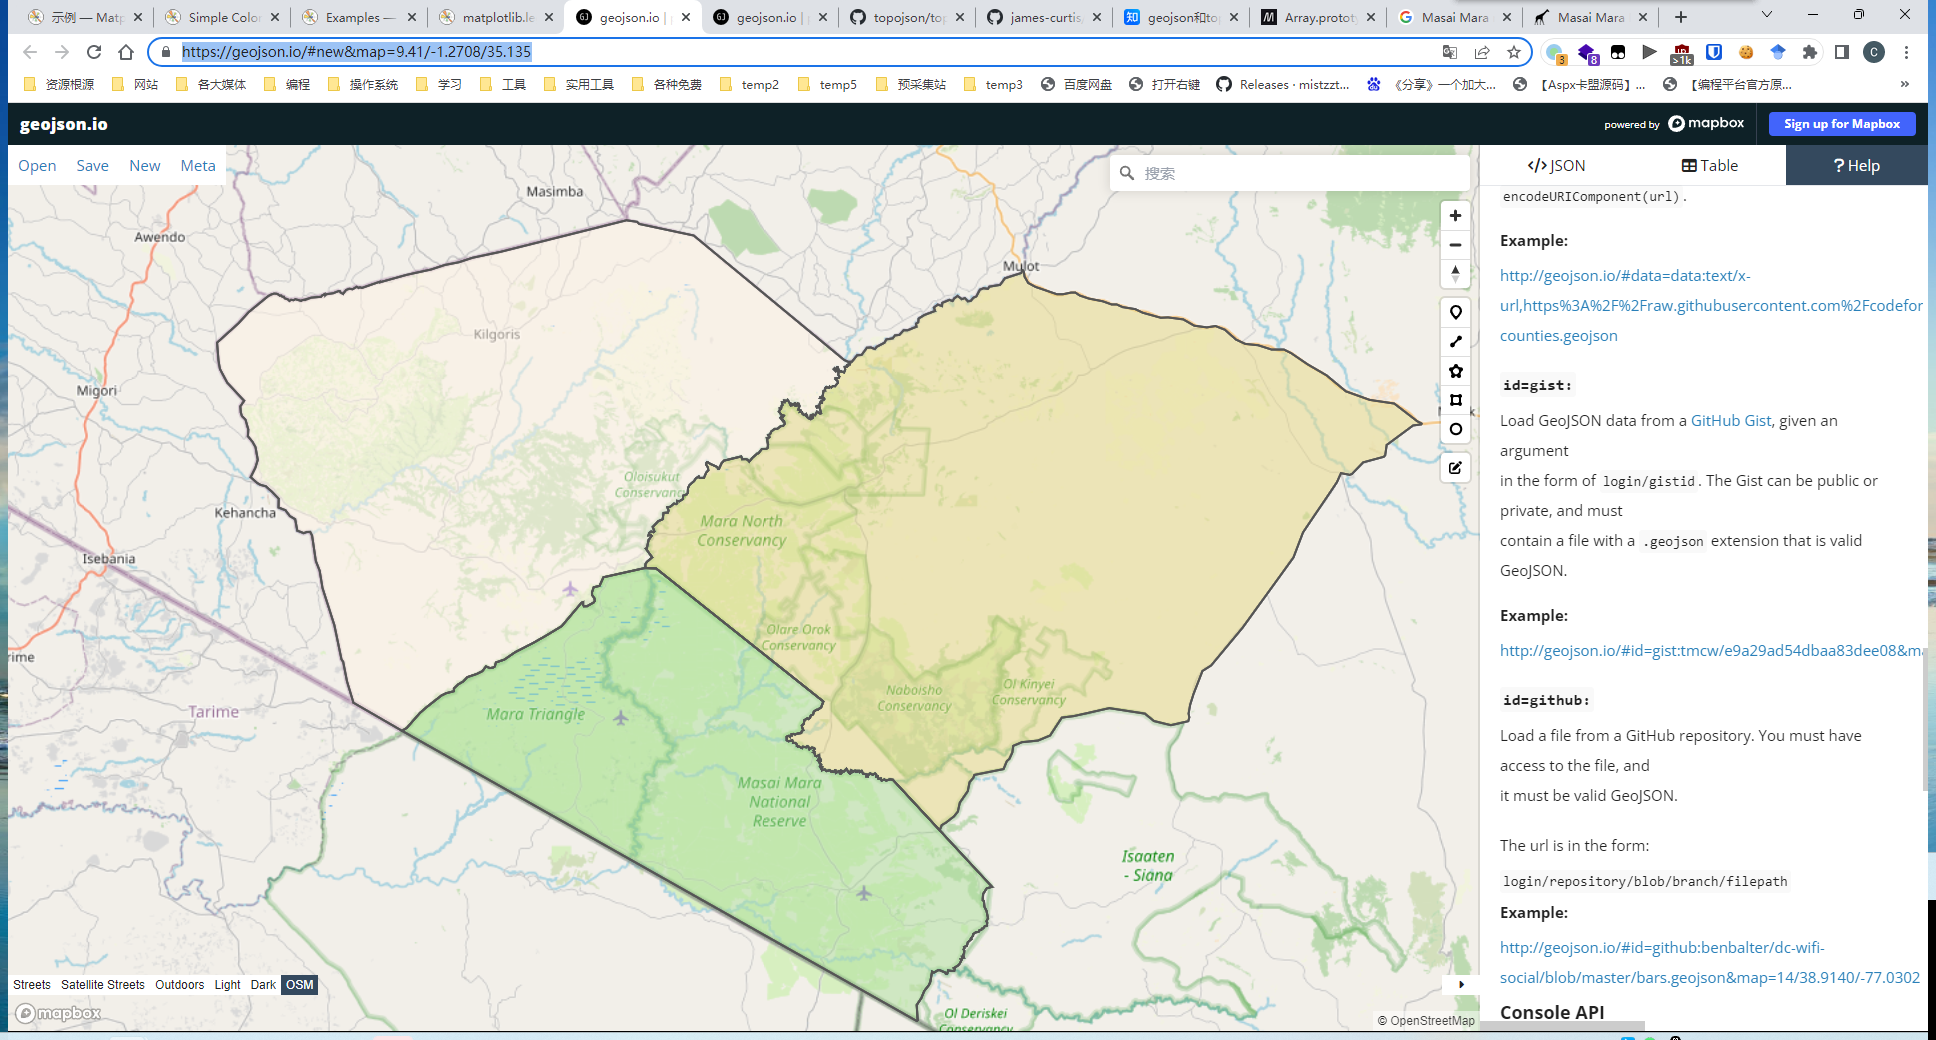 示例 — Matp
Simple Color
Examples —
matplotlib.le
geojson.io |
geojson.io |
topojson/top
james-curtis
geojson和to
Array.protot
Masai Mara
Masai Mara
https://geojson.io/#new&map=9.41/-1.2708/35.135
3
8
>1k
C
资源根源
网站
各大媒体
编程
操作系统
学习
工具
实用工具
各种免费
temp2
temp5
预采集站
temp3
百度网盘
打开右键
Releases · mistzzt...
《分享》一个加大...
【Aspx卡盟源码】...
【编程平台官方原...
»
geojson.io
powered by mapbox
Sign up for Mapbox
Open Save New Meta
搜索
</> JSON
Table
? Help
Masimba
Awendo
Mulot
Kilgoris
Migori
Oloisukut
Conservancy
Kehancha
Mara North
Conservancy
Isebania
Olare Orok
Conservancy
rime
Naboisho
Conservancy
Ol Kinyei
Conservancy
Tarime
Mara Triangle
Masai Mara
National
Reserve
Isaaten
- Siana
Ol Derikesi
Conservancy
Streets Satellite Streets Outdoors Light Dark OSM
mapbox
© OpenStreetMap
encodeURIComponent(url).
Example:
http://geojson.io/#data=data:text/x-
url,https%3A%2F%2Fraw.githubusercontent.com%2Fcodefor
counties.geojson
id=gist:
Load GeoJSON data from a GitHub Gist, given an
argument
in the form of login/gistid. The Gist can be public or
private, and must
contain a file with a .geojson extension that is valid
GeoJSON.
Example:
http://geojson.io/#id=gist:tmcw/e9a29ad54dbaa83dee08&ma
id=github:
Load a file from a GitHub repository. You must have
access to the file, and
it must be valid GeoJSON.
The url is in the form:
login/repository/blob/branch/filepath
Example:
http://geojson.io/#id=github:benbalter/dc-wifi-
social/blob/master/bars.geojson&map=14/38.9140/-77.0302
Console API